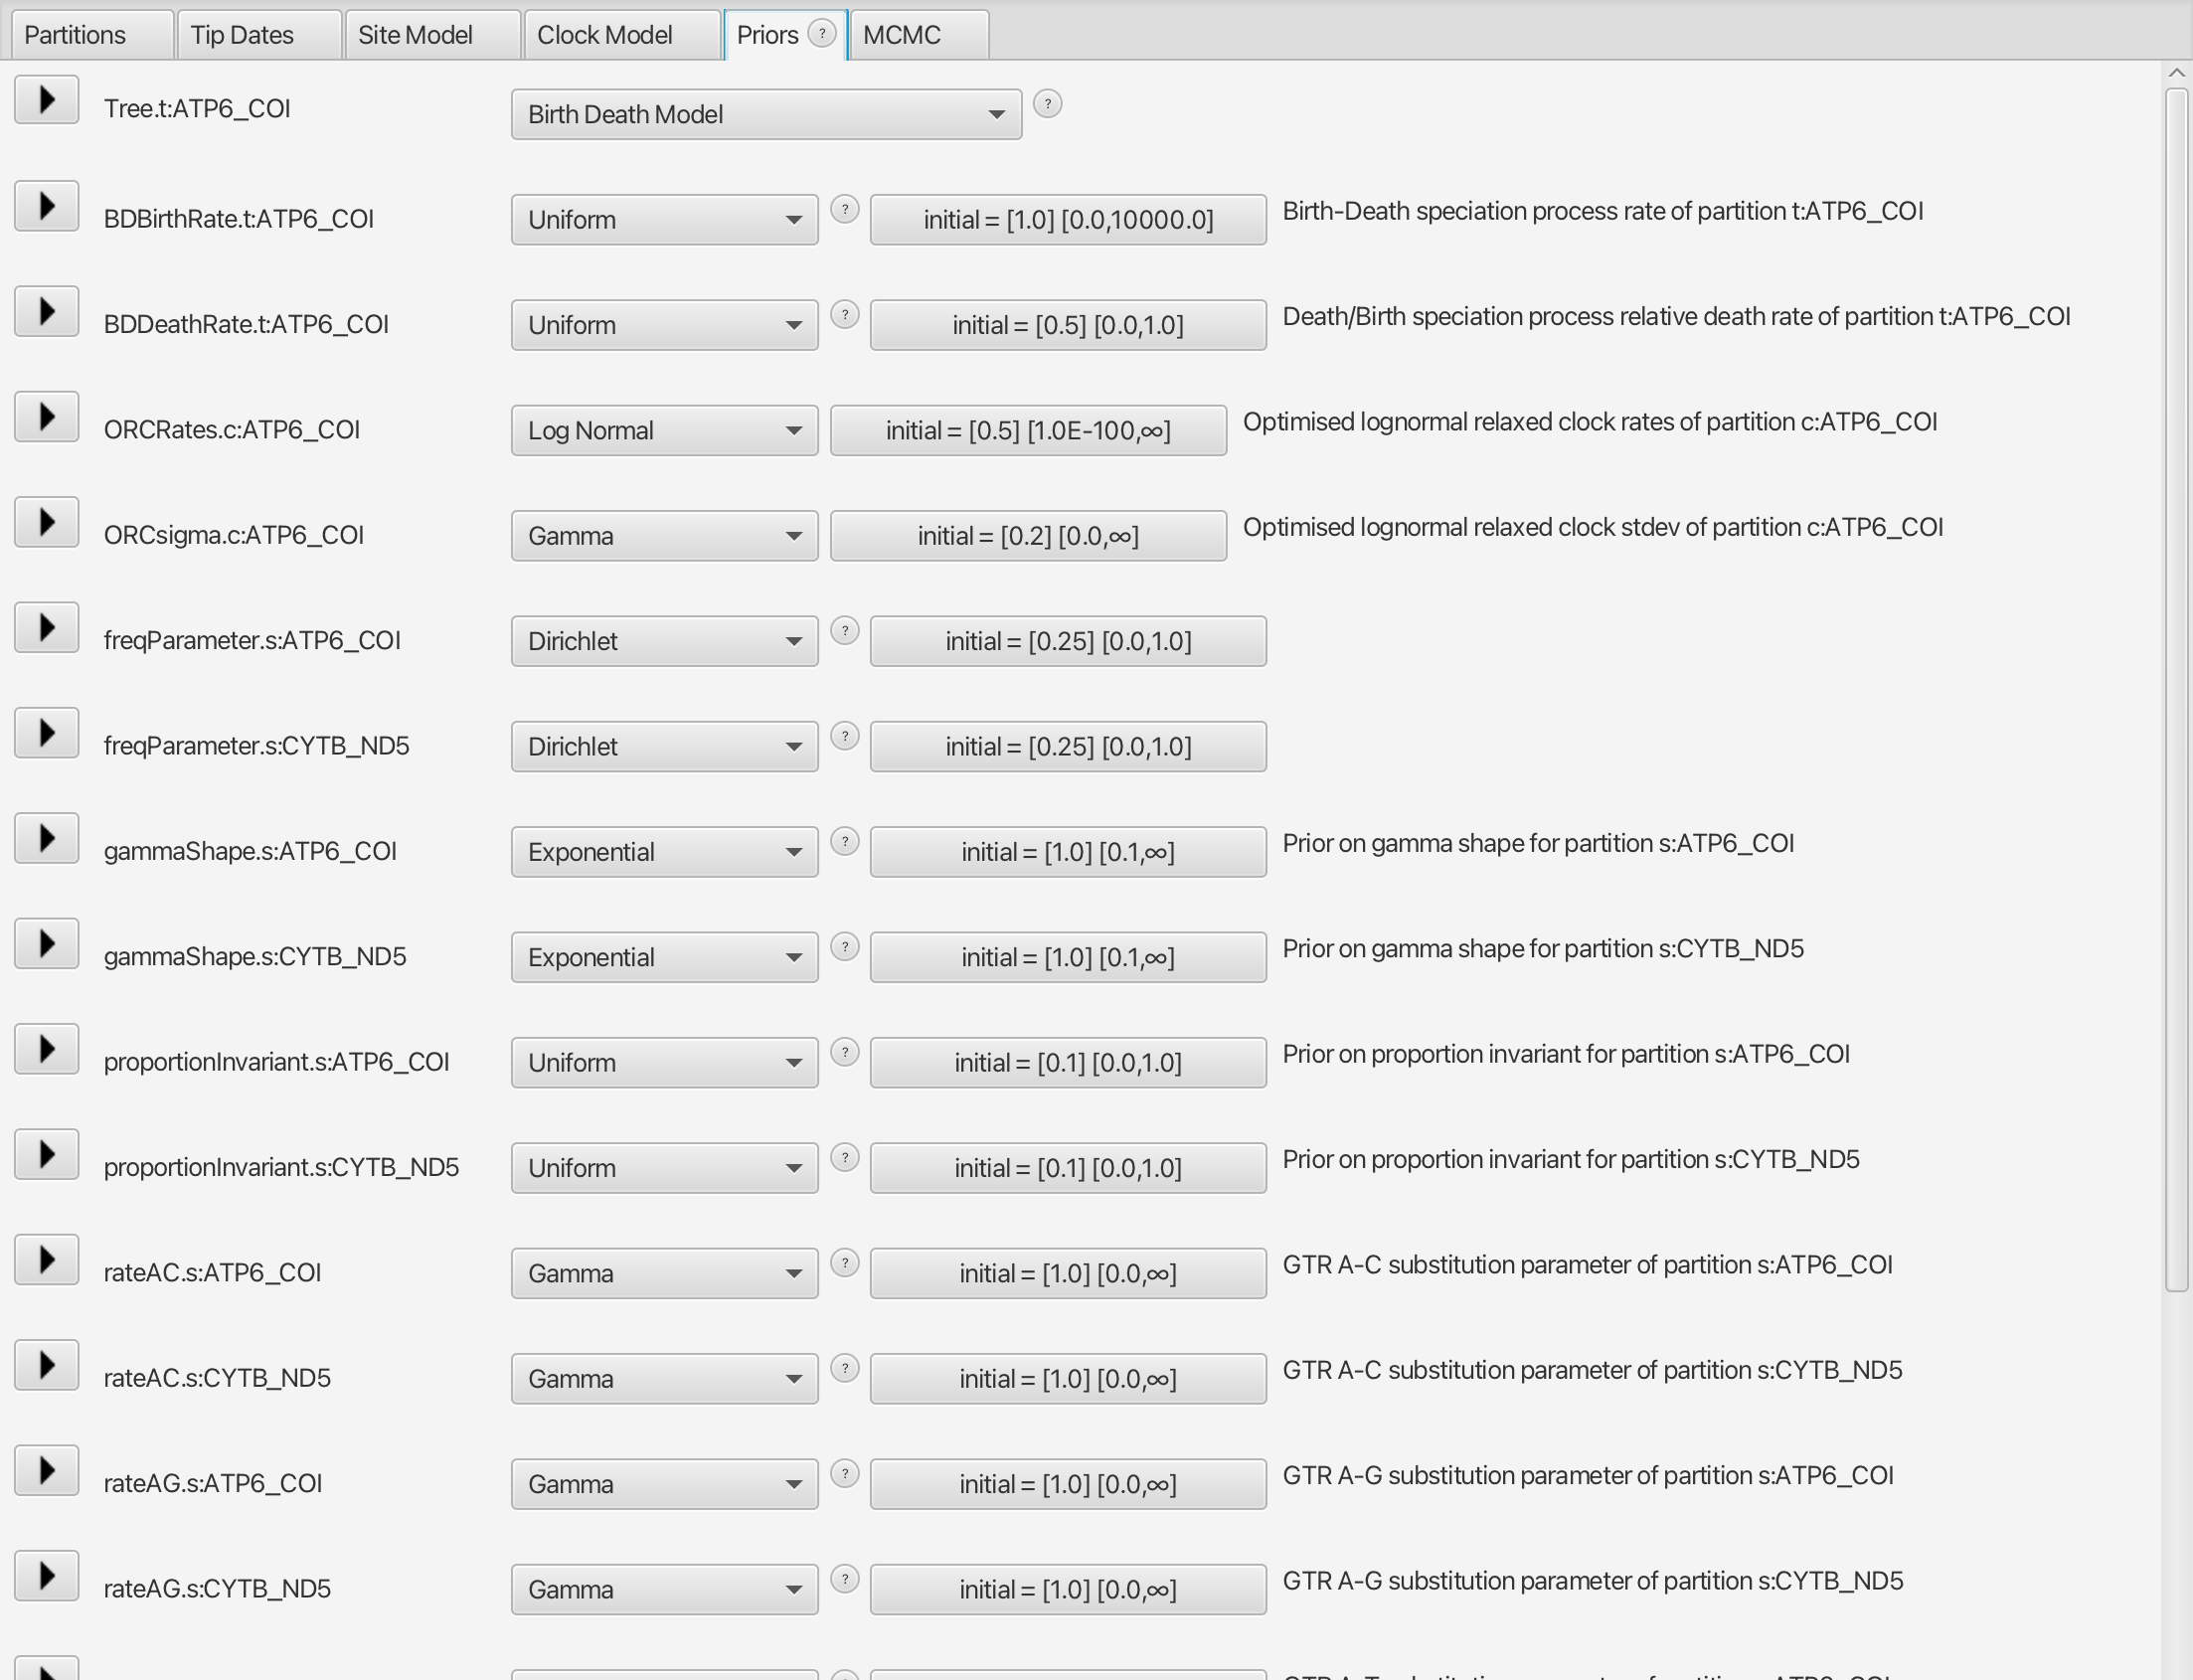 Partitions Tip Dates Site Model Clock Model Priors ? MCMC
Tree.t:ATP6_COI Birth Death Model ?
BDBirthRate.t:ATP6_COI Uniform ? initial = [1.0] [0.0,10000.0] Birth-Death speciation process rate of partition t:ATP6_COI
BDDeathRate.t:ATP6_COI Uniform ? initial = [0.5] [0.0,1.0] Death/Birth speciation process relative death rate of partition t:ATP6_COI
ORCRates.c:ATP6_COI Log Normal initial = [0.5] [1.0E-100,∞] Optimised lognormal relaxed clock rates of partition c:ATP6_COI
ORCsigma.c:ATP6_COI Gamma initial = [0.2] [0.0,∞] Optimised lognormal relaxed clock stdev of partition c:ATP6_COI
freqParameter.s:ATP6_COI Dirichlet ? initial = [0.25] [0.0,1.0]
freqParameter.s:CYTB_ND5 Dirichlet ? initial = [0.25] [0.0,1.0]
gammaShape.s:ATP6_COI Exponential ? initial = [1.0] [0.1,∞] Prior on gamma shape for partition s:ATP6_COI
gammaShape.s:CYTB_ND5 Exponential ? initial = [1.0] [0.1,∞] Prior on gamma shape for partition s:CYTB_ND5
proportionInvariant.s:ATP6_COI Uniform ? initial = [0.1] [0.0,1.0] Prior on proportion invariant for partition s:ATP6_COI
proportionInvariant.s:CYTB_ND5 Uniform ? initial = [0.1] [0.0,1.0] Prior on proportion invariant for partition s:CYTB_ND5
rateAC.s:ATP6_COI Gamma ? initial = [1.0] [0.0,∞] GTR A-C substitution parameter of partition s:ATP6_COI
rateAC.s:CYTB_ND5 Gamma ? initial = [1.0] [0.0,∞] GTR A-C substitution parameter of partition s:CYTB_ND5
rateAG.s:ATP6_COI Gamma ? initial = [1.0] [0.0,∞] GTR A-G substitution parameter of partition s:ATP6_COI
rateAG.s:CYTB_ND5 Gamma ? initial = [1.0] [0.0,∞] GTR A-G substitution parameter of partition s:CYTB_ND5